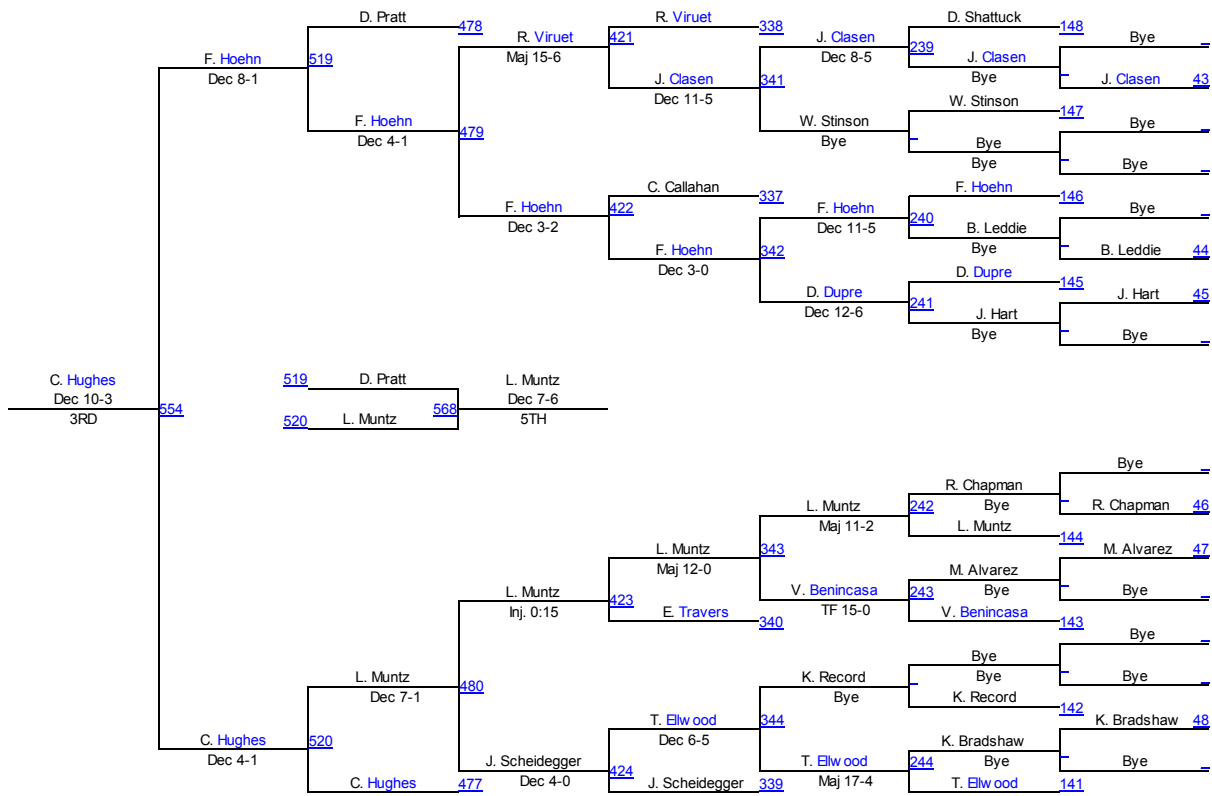 D. Pratt
R. Viruet
D. Shattuck
478
338
148
R. Viruet
421
J. Clasen
Bye
F. Hoehn
519
Maj 15-6
Dec 8-5
239
J. Clasen
Dec 8-1
J. Clasen
341
Bye
J. Clasen 43
Dec 11-5
W. Stinson
147
F. Hoehn
W. Stinson
Bye
Dec 4-1
479
Bye
Bye
Bye
Bye
C. Callahan
F. Hoehn
337
146
F. Hoehn
422
F. Hoehn
Bye
Dec 3-2
Dec 11-5
240
B. Leddie
F. Hoehn
342
Bye
B. Leddie 44
Dec 3-0
D. Dupre
145
D. Dupre
J. Hart 45
Dec 12-6
241
J. Hart
Bye
Bye
C. Hughes
519
D. Pratt
L. Muntz
Dec 10-3
Dec 7-6
554
568
3RD
520
L. Muntz
5TH
Bye
R. Chapman
Bye
R. Chapman 46
L. Muntz
242
Maj 11-2
L. Muntz
144
L. Muntz
343
M. Alvarez 47
Maj 12-0
M. Alvarez
L. Muntz
V. Benincasa
243
Bye
Bye
Inj. 0:15
423
TF 15-0
E. Travers
340
V. Benincasa
143
Bye
Bye
L. Muntz
K. Record
Bye
Bye
Dec 7-1
480
Bye
K. Record
142
T. Ellwood
344
K. Bradshaw 48
C. Hughes
520
Dec 6-5
K. Bradshaw
Dec 4-1
J. Scheidegger
T. Ellwood
244
Bye
Bye
Dec 4-0
424
Maj 17-4
C. Hughes
477
J. Scheidegger
339
T. Ellwood
141